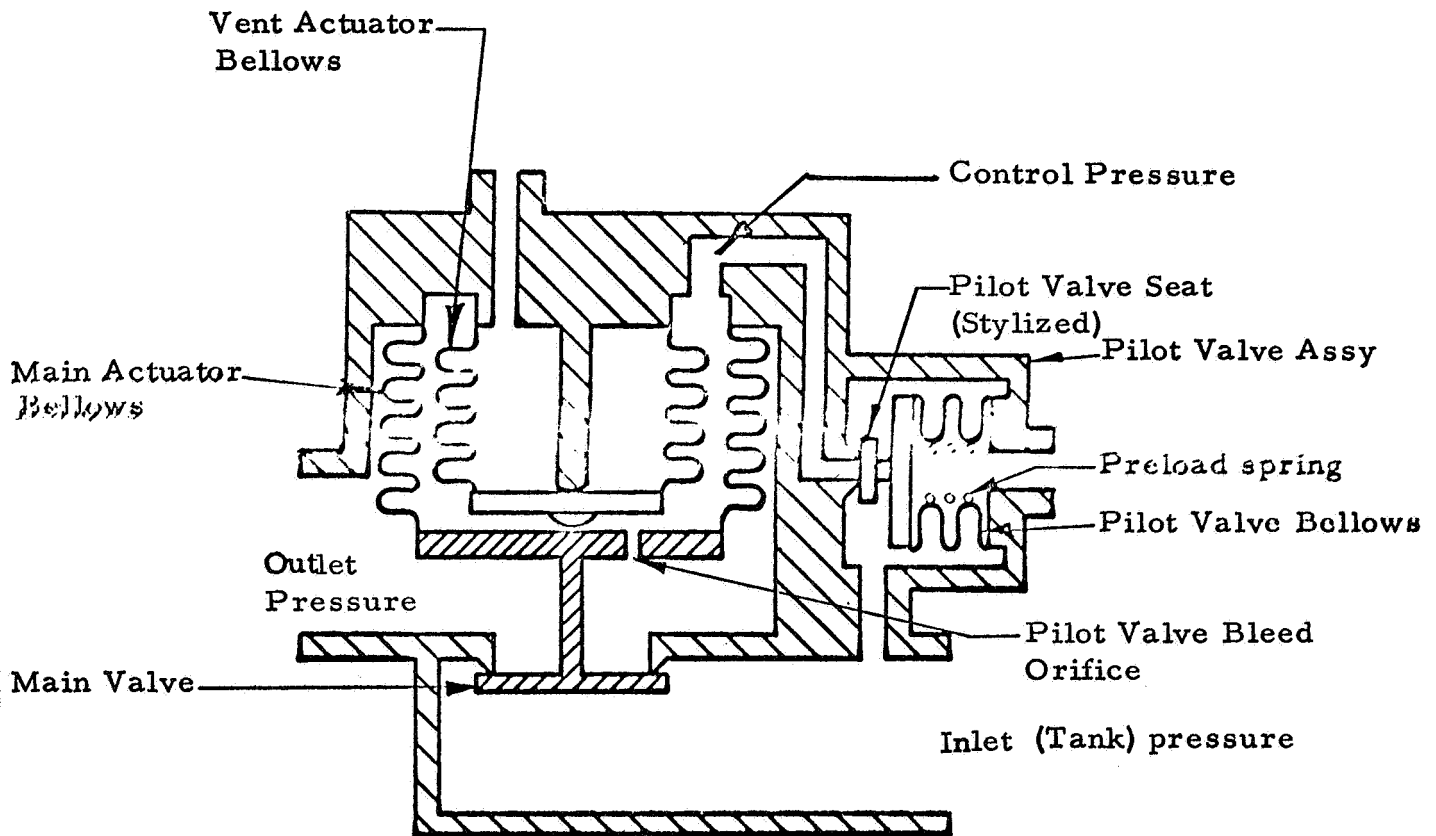 Vent Actuator
Bellows
Control Pressure
Pilot Valve Seat
(Stylized)
Pilot Valve Assy
Main Actuator
Bellows
Preload spring
Pilot Valve Bellows
Outlet
Pressure
Pilot Valve Bleed
Orifice
Main Valve
Inlet (Tank) pressure